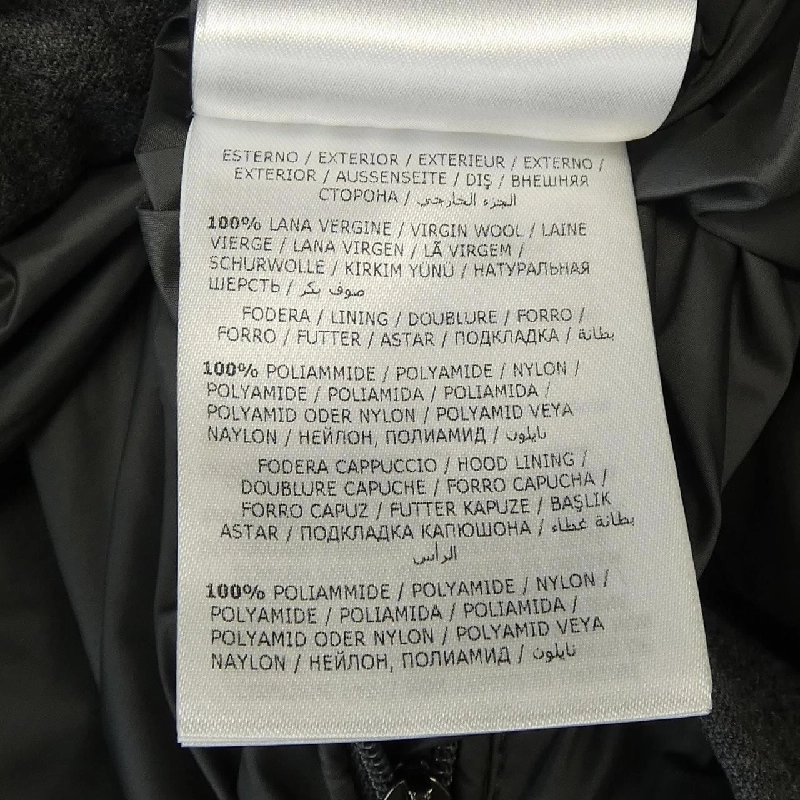 ESTERNO / EXTERIOR / EXTERIEUR / EXTERNO /
EXTERIOR / AUSSENSEITE / DIŞ / ВНЕШНЯЯ
СТОРОНА / الجزء الخارجي
100% LANA VERGINE / VIRGIN WOOL / LAINE
VIERGE / LANA VIRGEN / LÃ VIRGEM /
SCHURWOLLE / KIRKIM YÜNÜ / НАТУРАЛЬНАЯ
ШЕРСТЬ / صوف بكر
FODERA / LINING / DOUBLURE / FORRO /
FORRO / FUTTER / ASTAR / ПОДКЛАДКА / بطانة
100% POLIAMMIDE / POLYAMIDE / NYLON /
POLYAMIDE / POLIAMIDA / POLIAMIDA /
POLYAMID ODER NYLON / POLYAMID VEYA
NAYLON / НЕЙЛОН, ПОЛИАМИД / نايلون
FODERA CAPPUCCIO / HOOD LINING /
DOUBLURE CAPUCHE / FORRO CAPUCHA /
FORRO CAPUZ / FUTTER KAPUZE / BAŞLIK
ASTAR / ПОДКЛАДКА КАПЮШОНА / بطانة غطاء
الرأس
100% POLIAMMIDE / POLYAMIDE / NYLON /
POLYAMIDE / POLIAMIDA / POLIAMIDA /
POLYAMID ODER NYLON / POLYAMID VEYA
NAYLON / НЕЙЛОН, ПОЛИАМИД / نايلون